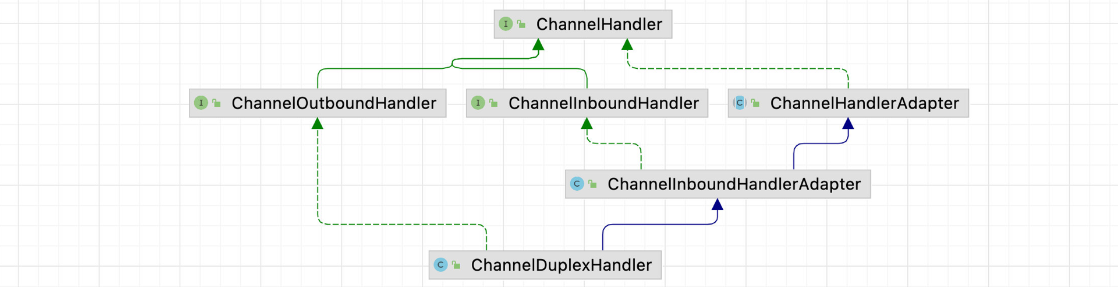 I ChannelHandler
I ChannelOutboundHandler
I ChannelInboundHandler
C ChannelHandlerAdapter
C ChannelInboundHandlerAdapter
C ChannelDuplexHandler